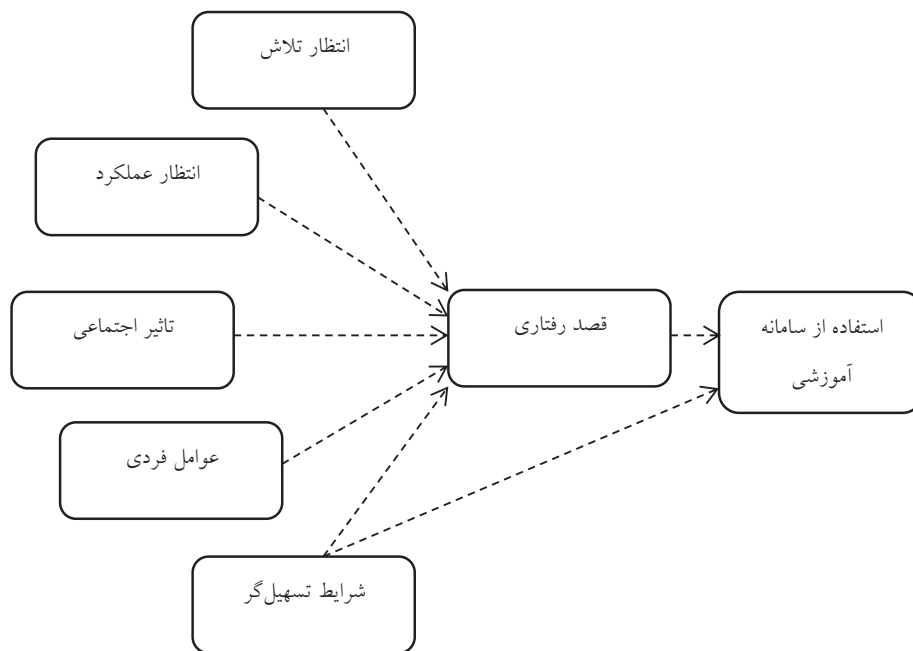 انتظار تلاش
انتظار عملکرد
تاثیر اجتماعی
عوامل فردی
شرایط تسهیل‌گر
قصد رفتاری
استفاده از سامانه
آموزشی